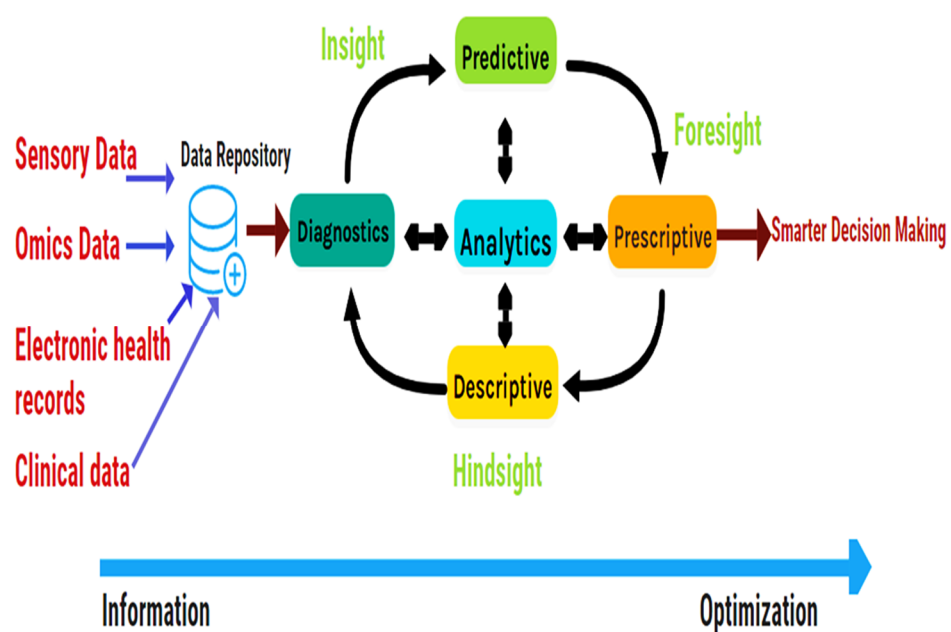 Insight
Predictive
Foresight
Sensory Data
Data Repository
Omics Data
Diagnostics
Analytics
Prescriptive
Smarter Decision Making
Electronic health
records
Descriptive
Clinical data
Hindsight
Information
Optimization